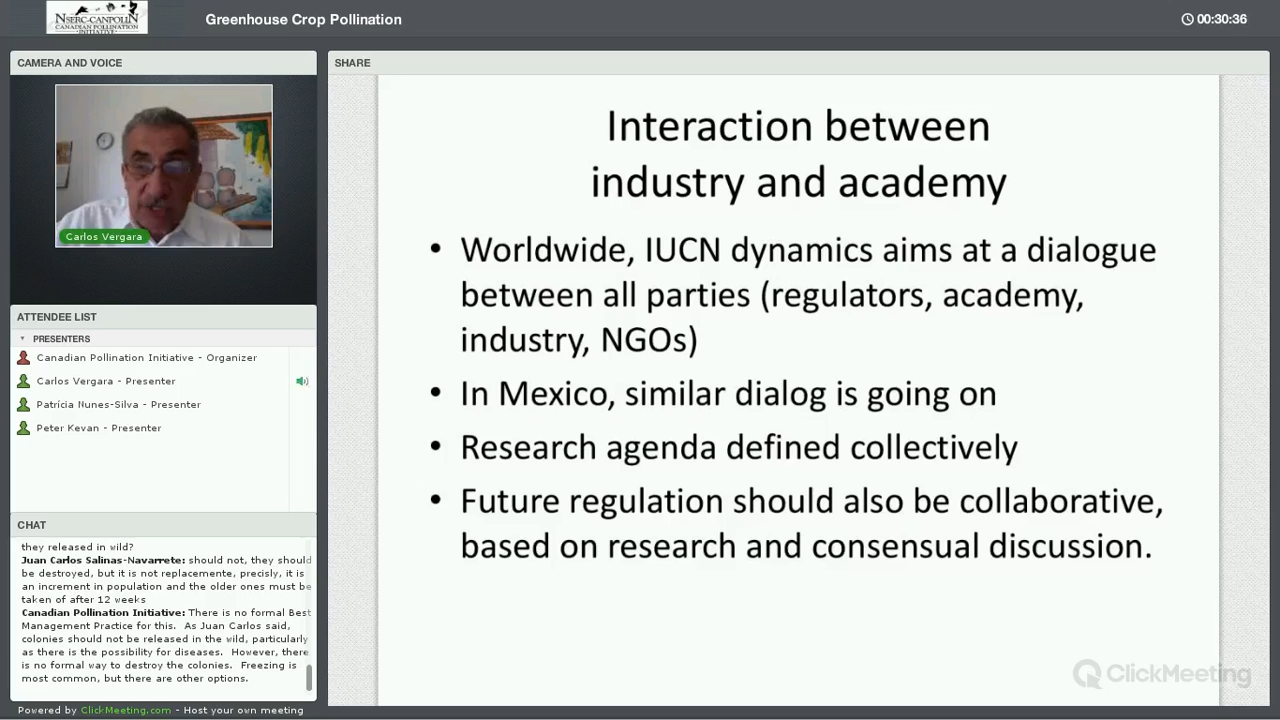 NSERC-CANPOLIN
CANADIAN POLLINATION
INITIATIVE
Greenhouse Crop Pollination
00:30:36
CAMERA AND VOICE
Carlos Vergara
ATTENDEE LIST
PRESENTERS
Canadian Pollination Initiative - Organizer
Carlos Vergara - Presenter
Patrícia Nunes-Silva - Presenter
Peter Kevan - Presenter
CHAT
they released in wild?
Juan Carlos Salinas-Navarrete: should not, they should
be destroyed, but it is not replacemente, precisly, it is
an increment in population and the older ones must be
taken of after 12 weeks
Canadian Pollination Initiative: There is no formal Best
Management Practice for this. As Juan Carlos said,
colonies should not be released in the wild, particularly
as there is the possibility for diseases. However, there
is no formal way to destroy the colonies. Freezing is
most common, but there are other options.
Powered by ClickMeeting.com - Host your own meeting
SHARE
Interaction between
industry and academy
• Worldwide, IUCN dynamics aims at a dialogue
between all parties (regulators, academy,
industry, NGOs)
• In Mexico, similar dialog is going on
• Research agenda defined collectively
• Future regulation should also be collaborative,
based on research and consensual discussion.
ClickMeeting